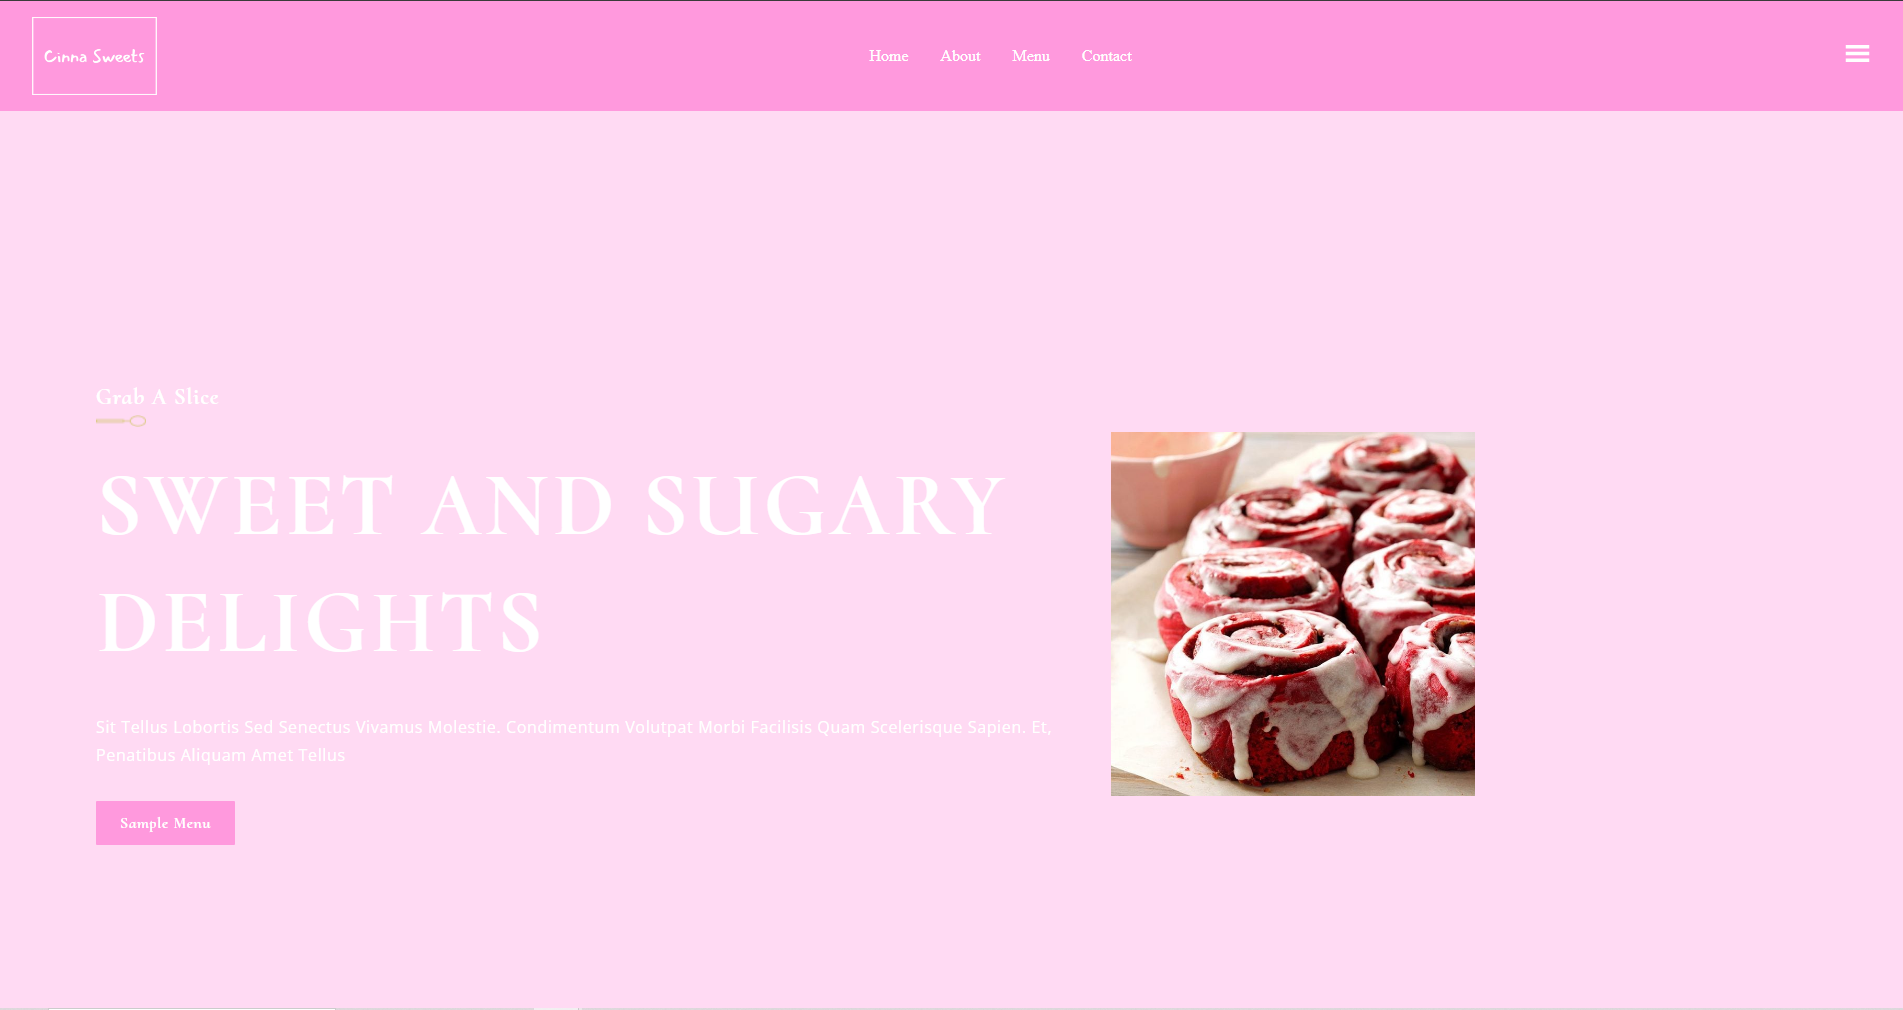 Cinna Sweets
Home About Menu Contact
Grab A Slice
SWEET AND SUGARY
DELIGHTS
Sit Tellus Lobortis Sed Senectus Vivamus Molestie. Condimentum Volutpat Morbi Facilisis Quam Scelerisque Sapien. Et,
Penatibus Aliquam Amet Tellus
Sample Menu